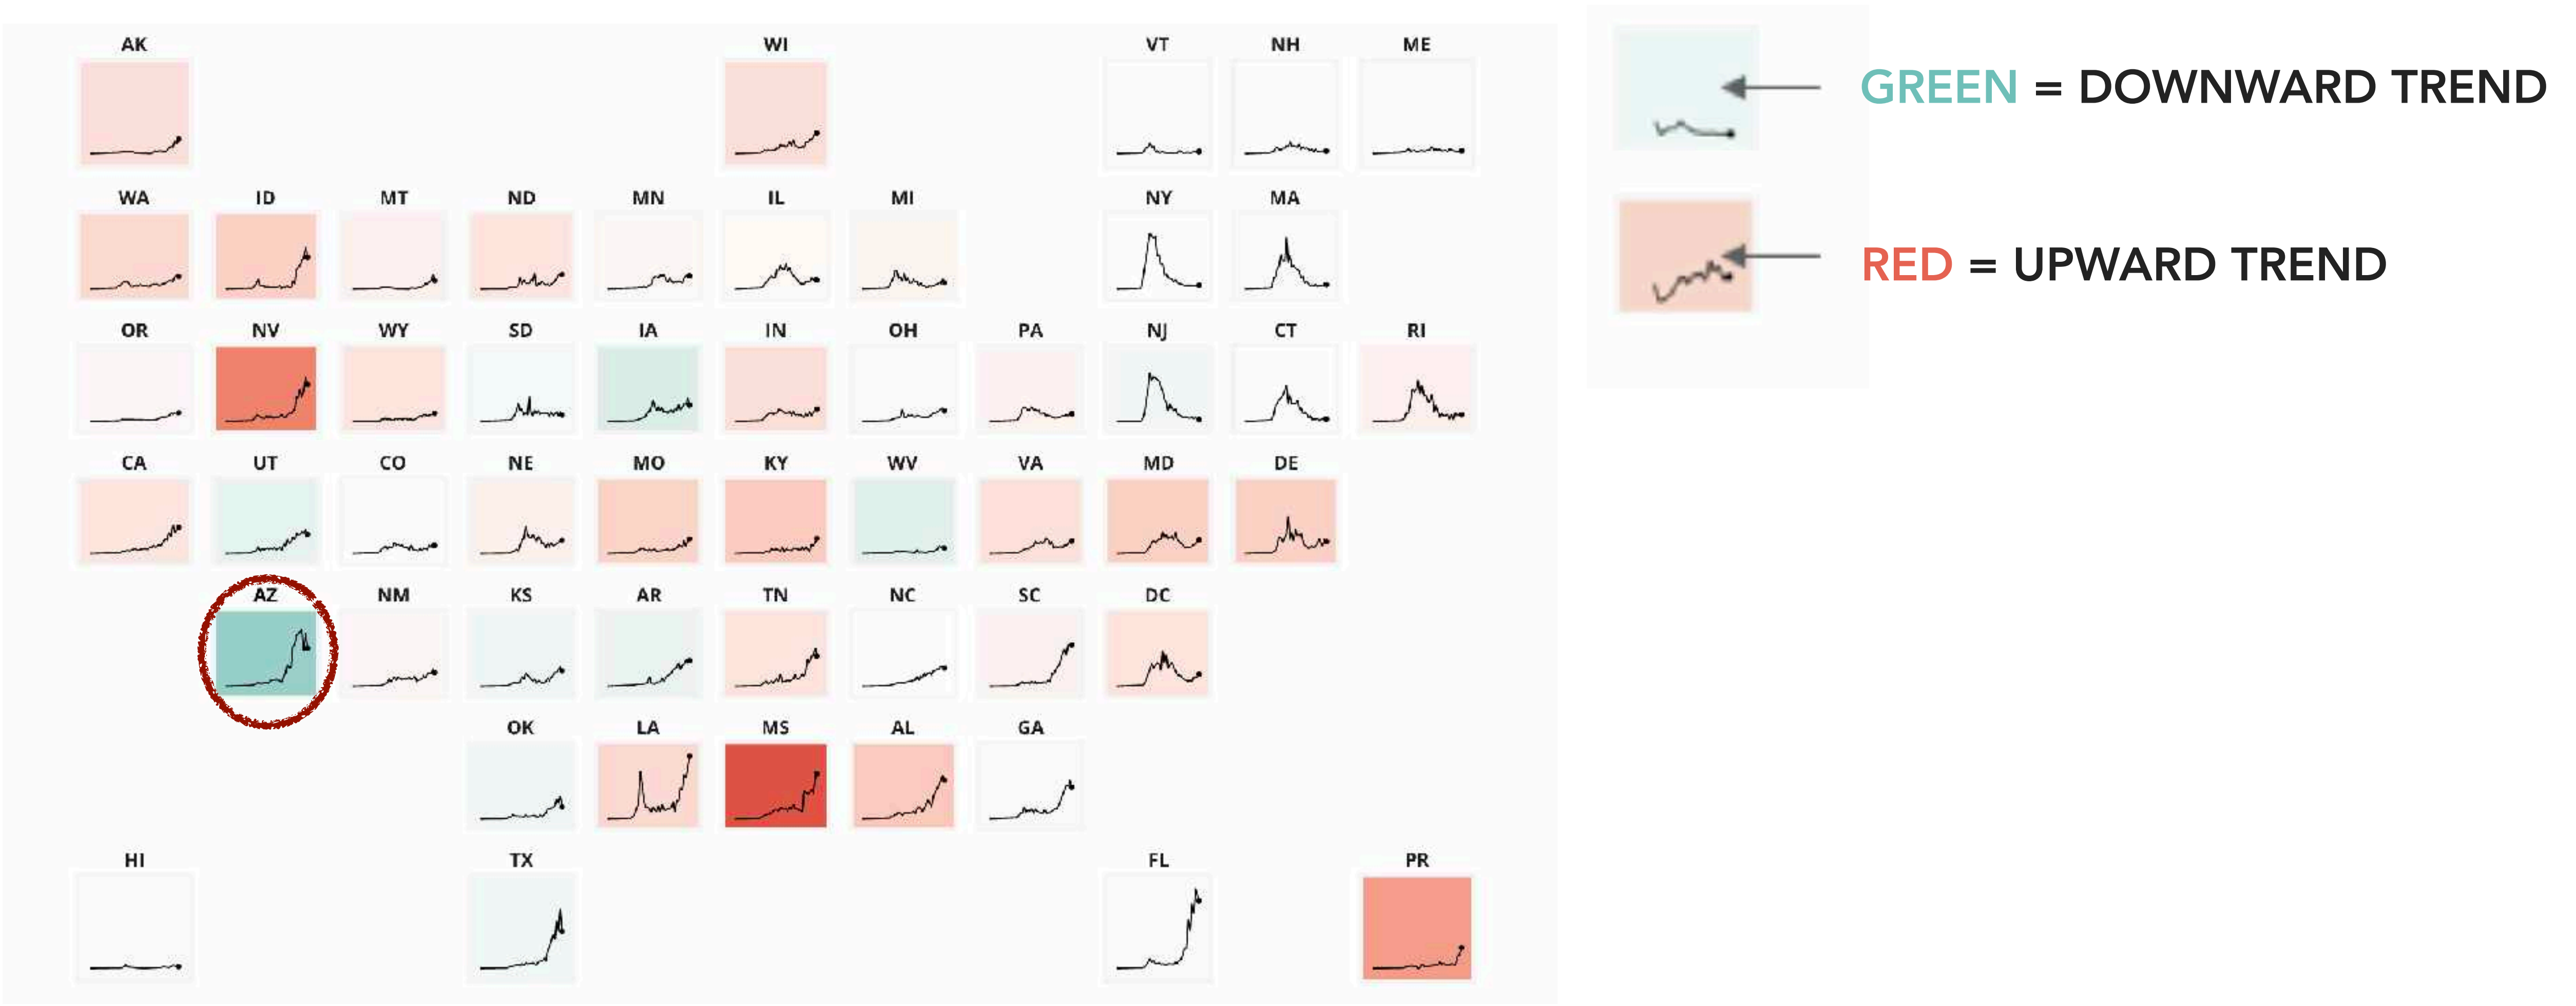 AK WI VT NH ME
GREEN = DOWNWARD TREND
WA ID MT ND MN IL MI NY MA
RED = UPWARD TREND
OR NV WY SD IA IN OH PA NJ CT RI
CA UT CO NE MO KY WV VA MD DE
AZ NM KS AR TN NC SC DC
OK LA MS AL GA
HI TX FL PR